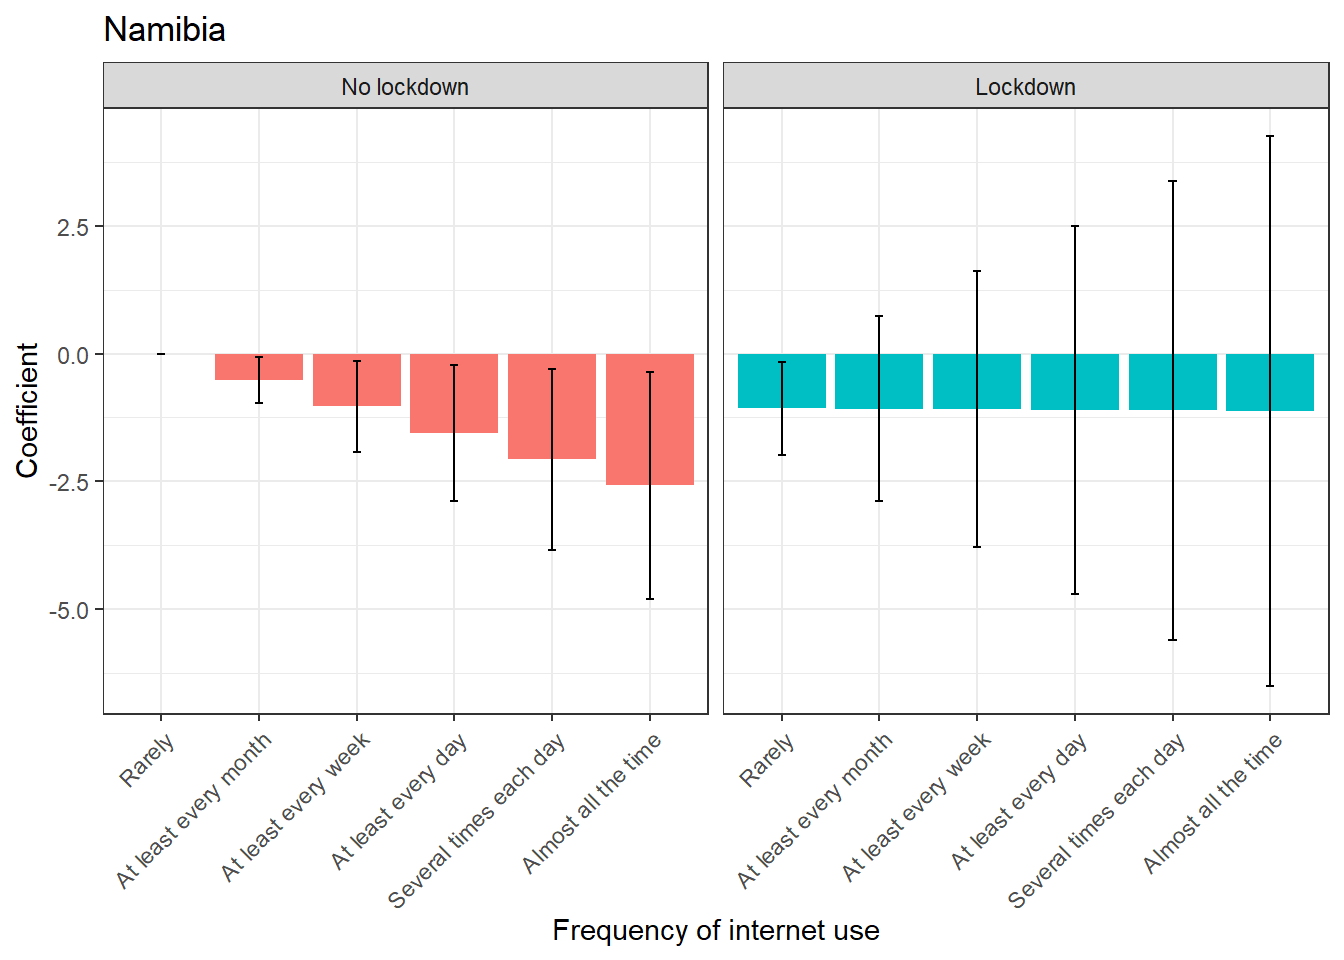 Namibia
No lockdown
Lockdown
Coefficient
2.5
0.0
-2.5
-5.0
Rarely
At least every month
At least every week
At least every day
Several times each day
Almost all the time
Rarely
At least every month
At least every week
At least every day
Several times each day
Almost all the time
Frequency of internet use